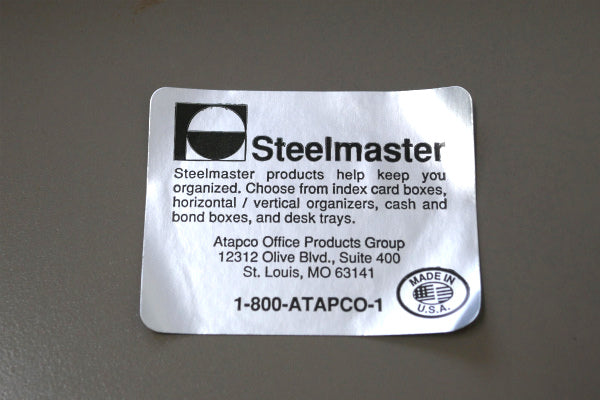 Steelmaster
Steelmaster products help keep you
organized. Choose from index card boxes,
horizontal / vertical organizers, cash and
bond boxes, and desk trays.
Atapco Office Products Group
12312 Olive Blvd., Suite 400
St. Louis, MO 63141
1-800-ATAPCO-1
MADE IN
U.S.A.